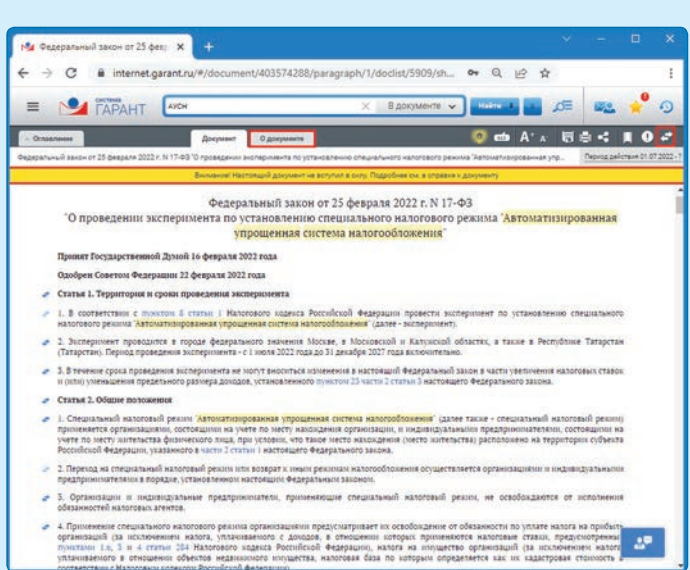 Федеральный закон от 25 фев
internet.garant.ru/#/document/403574288/paragraph/1/doclist/5909/sh...
СИСТЕМА
ГАРАНТ
АУСН
В документе
Найти
Оглавление
Документ
О документе
Федеральный закон от 25 февраля 2022 г. N 17-ФЗ "О проведении эксперимента по установлению специального налогового режима "Автоматизированная упр...
Период действия 01.07.2022 - ?
Внимание! Настоящий документ не вступил в силу. Подробнее см. в справке к документу
Федеральный закон от 25 февраля 2022 г. N 17-ФЗ
"О проведении эксперимента по установлению специального налогового режима "Автоматизированная
упрощенная система налогообложения"
Принят Государственной Думой 16 февраля 2022 года
Одобрен Советом Федерации 22 февраля 2022 года
Статья 1. Территория и сроки проведения эксперимента
1. В соответствии с пунктом 8 статьи 1 Налогового кодекса Российской Федерации провести эксперимент по установлению специального
налогового режима "Автоматизированная упрощенная система налогообложения" (далее - эксперимент).
2. Эксперимент проводится в городе федерального значения Москве, в Московской и Калужской областях, а также в Республике Татарстан
(Татарстан). Период проведения эксперимента - с 1 июля 2022 года до 31 декабря 2027 года включительно.
3. В течение срока проведения эксперимента не могут вноситься изменения в настоящий Федеральный закон в части увеличения налоговых ставок
и (или) уменьшения предельного размера доходов, установленного пунктом 23 части 2 статьи 3 настоящего Федерального закона.
Статья 2. Общие положения
1. Специальный налоговый режим "Автоматизированная упрощенная система налогообложения" (далее также - специальный налоговый режим)
применяется организациями, состоящими на учете по месту нахождения организации, и индивидуальными предпринимателями, состоящими на
учете по месту жительства физического лица, при условии, что такое место нахождения (место жительства) расположено на территории субъекта
Российской Федерации, указанного в части 2 статьи 1 настоящего Федерального закона.
2. Переход на специальный налоговый режим или возврат к иным режимам налогообложения осуществляется организациями и индивидуальными
предпринимателями в порядке, установленном настоящим Федеральным законом.
3. Организации и индивидуальные предприниматели, применяющие специальный налоговый режим, не освобождаются от исполнения
обязанностей налоговых агентов.
4. Применение специального налогового режима организациями предусматривает их освобождение от обязанности по уплате налога на прибыль
организаций (за исключением налога, уплачиваемого с доходов, в отношении которых применяются налоговые ставки, предусмотренные
пунктами 1.6, 3 и 4 статьи 284 Налогового кодекса Российской Федерации), налога на имущество организаций (за исключением налога,
уплачиваемого в отношении объектов недвижимого имущества, налоговая база по которым определяется как их кадастровая стоимость в
соответствии с Налоговым кодексом Российской Федерации).